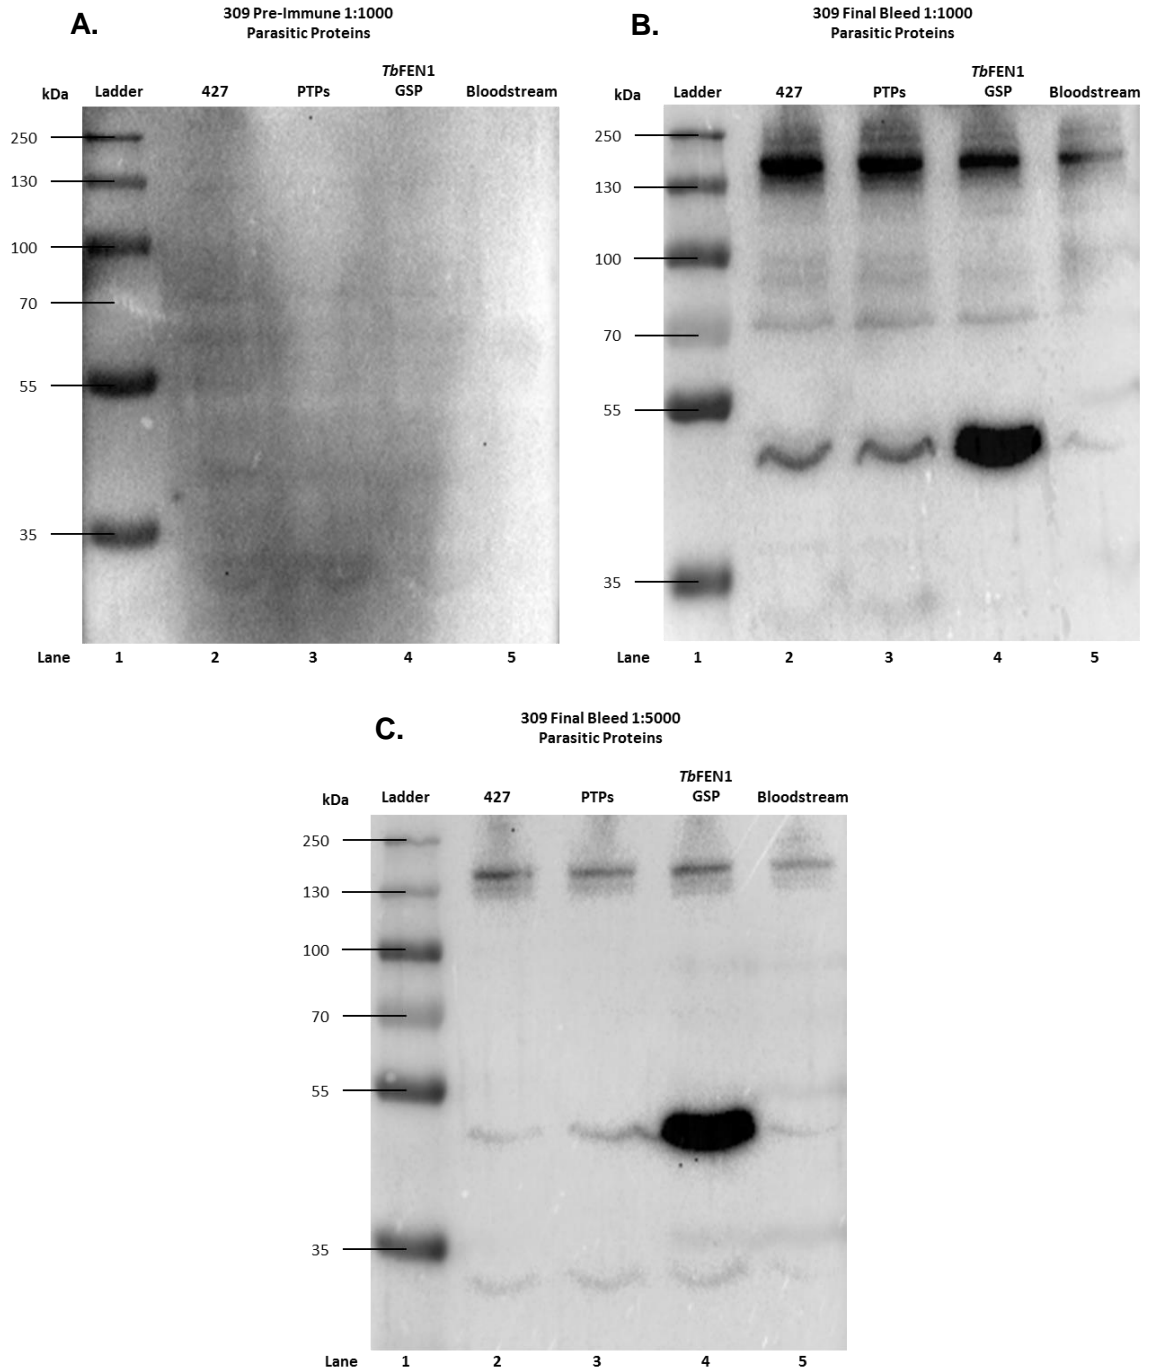 A.
309 Pre-Immune 1:1000
Parasitic Proteins
TbFEN1
kDa Ladder 427 PTPs GSP Bloodstream
250
130
100
70
55
35
Lane 1 2 3 4 5
B.
309 Final Bleed 1:1000
Parasitic Proteins
TbFEN1
kDa Ladder 427 PTPs GSP Bloodstream
250
130
100
70
55
35
Lane 1 2 3 4 5
C.
309 Final Bleed 1:5000
Parasitic Proteins
TbFEN1
kDa Ladder 427 PTPs GSP Bloodstream
250
130
100
70
55
35
Lane 1 2 3 4 5